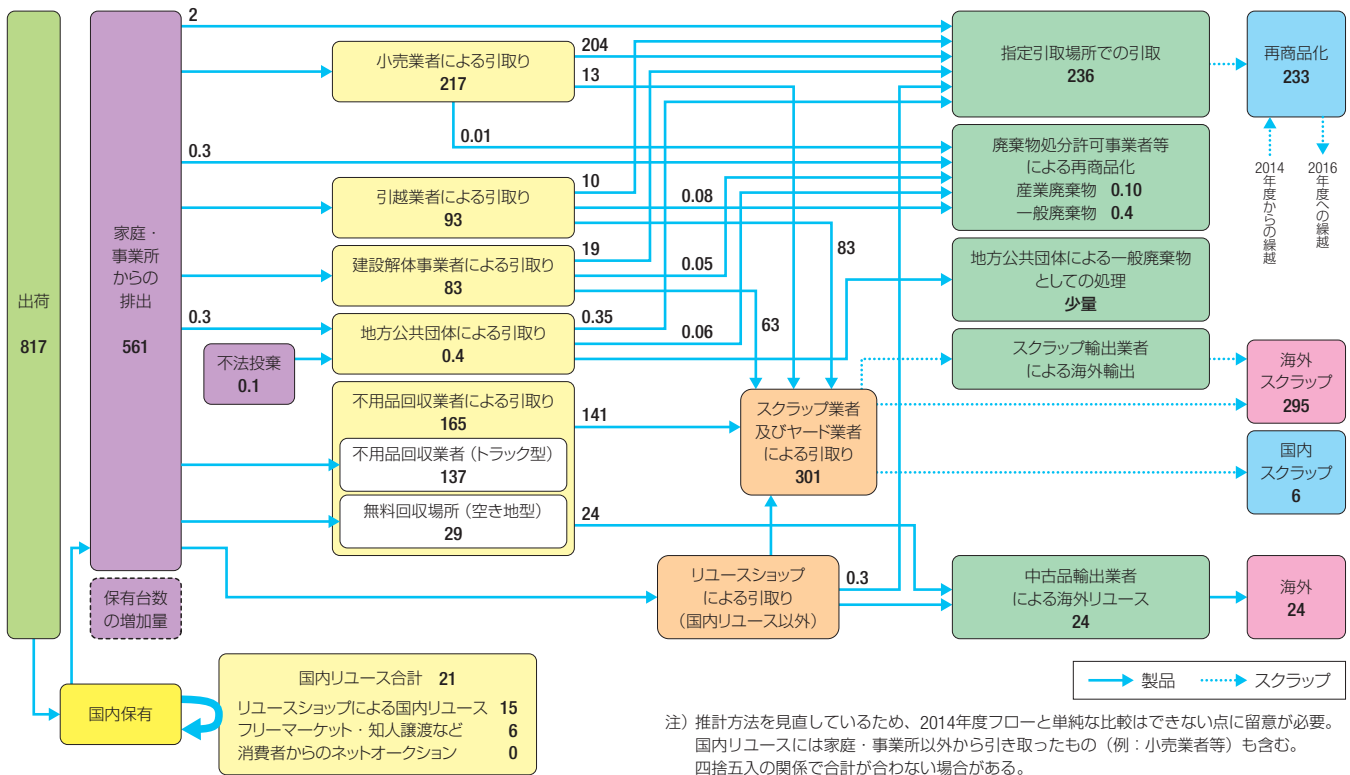 出荷
817
家庭・
事業所
からの
排出
561
保有台数
の増加量
国内保有
不法投棄
0.1
2
0.3
0.3
小売業者による引取り
217
204
13
0.01
引越業者による引取り
93
10
0.08
83
建設解体事業者による引取り
83
19
0.05
63
地方公共団体による引取り
0.4
0.35
0.06
不用品回収業者による引取り
165
不用品回収業者（トラック型）
137
無料回収場所（空き地型）
29
141
24
スクラップ業者
及びヤード業者
による引取り
301
リユースショップ
による引取り
（国内リユース以外）
0.3
指定引取場所での引取
236
廃棄物処分許可事業者等
による再商品化
産業廃棄物 0.10
一般廃棄物 0.4
地方公共団体による一般廃棄物
としての処理
少量
スクラップ輸出業者
による海外輸出
中古品輸出業者
による海外リユース
24
再商品化
233
2014年度からの繰越
2016年度への繰越
海外
スクラップ
295
国内
スクラップ
6
海外
24
国内リユース合計 21
リユースショップによる国内リユース 15
フリーマーケット・知人譲渡など 6
消費者からのネットオークション 0
製品 スクラップ
注）推計方法を見直しているため、2014年度フローと単純な比較はできない点に留意が必要。
国内リユースには家庭・事業所以外から引き取ったもの（例：小売業者等）も含む。
四捨五入の関係で合計が合わない場合がある。